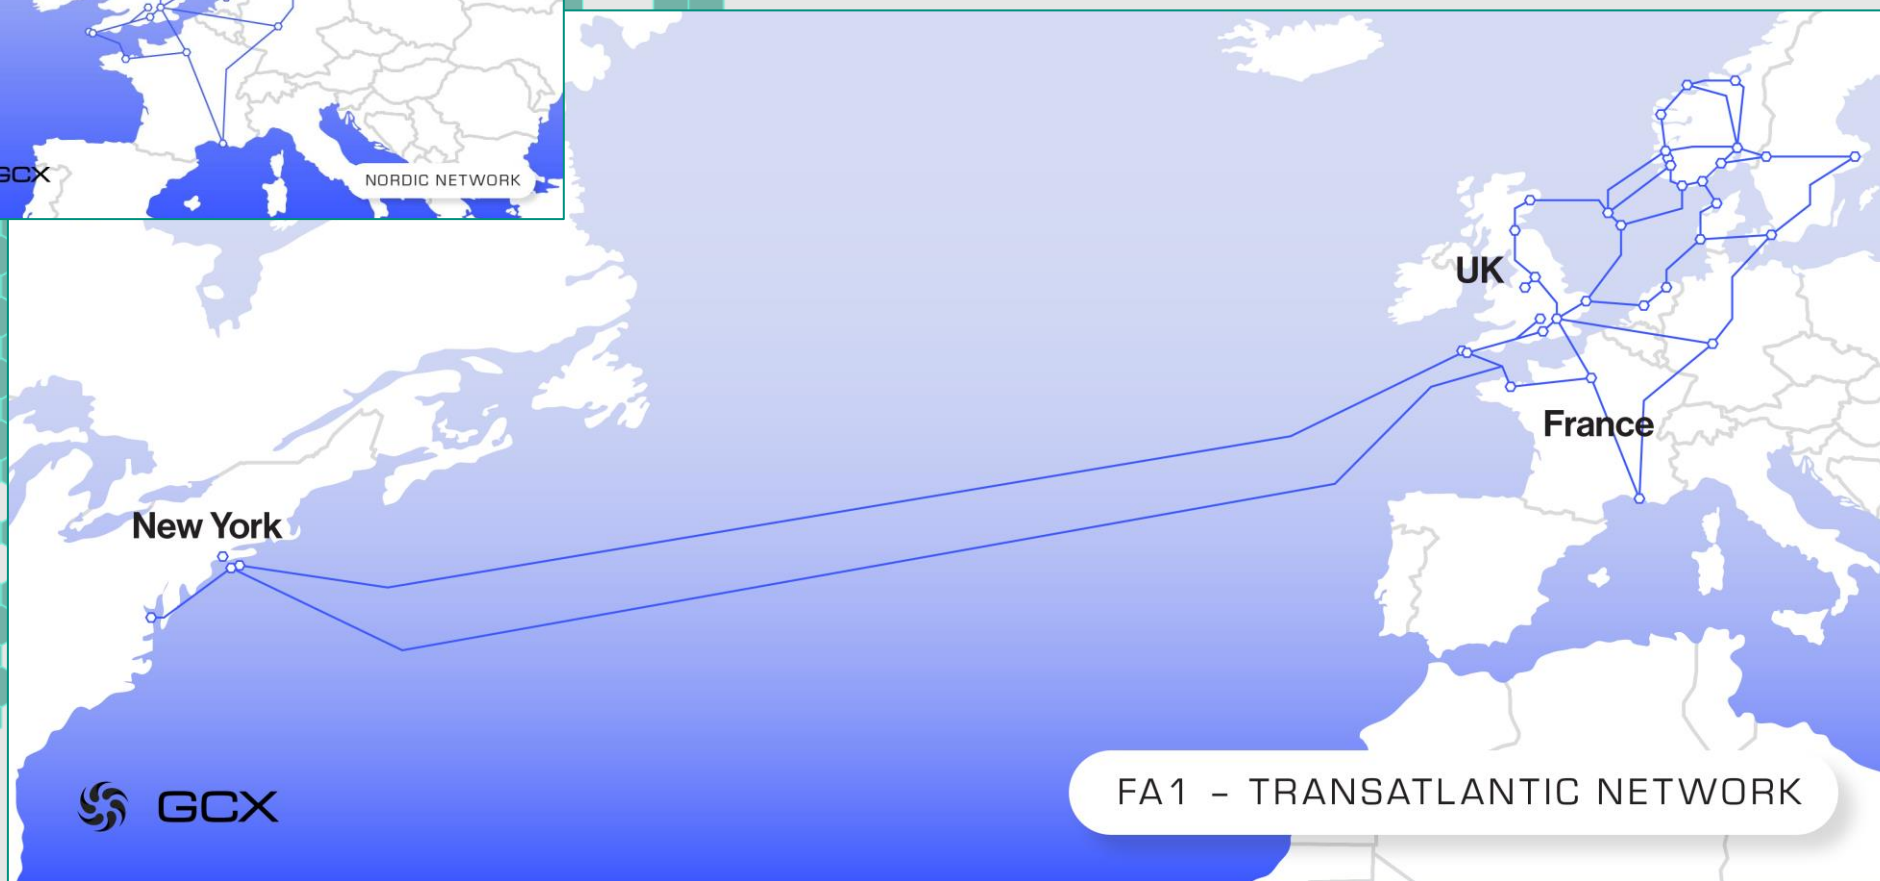 GCX
NORDIC NETWORK
UK
France
New York
GCX
FA1 – TRANSATLANTIC NETWORK